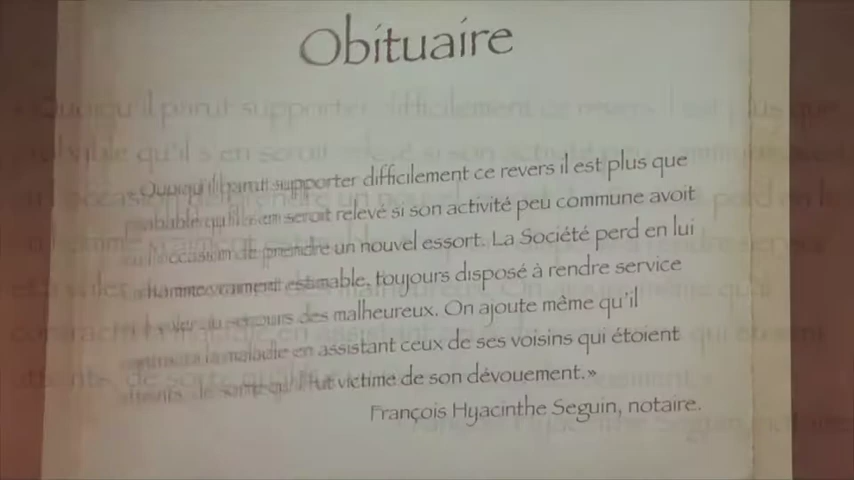 Obituaire
« Quoiqu'il parut supporter difficilement ce revers il est plus que
probable qu'il s'en seroit relevé si son activité peu commune avoit
eu l'occasion de prendre un nouvel essort. La Société perd en lui
un homme vraiment estimable, toujours disposé à rendre service
et à voler au secours des malheureux. On ajoute même qu'il
contracta la maladie en assistant ceux de ses voisins qui étoient
atteints, de sorte qu'il fut victime de son dévouement.»
François Hyacinthe Seguin, notaire.